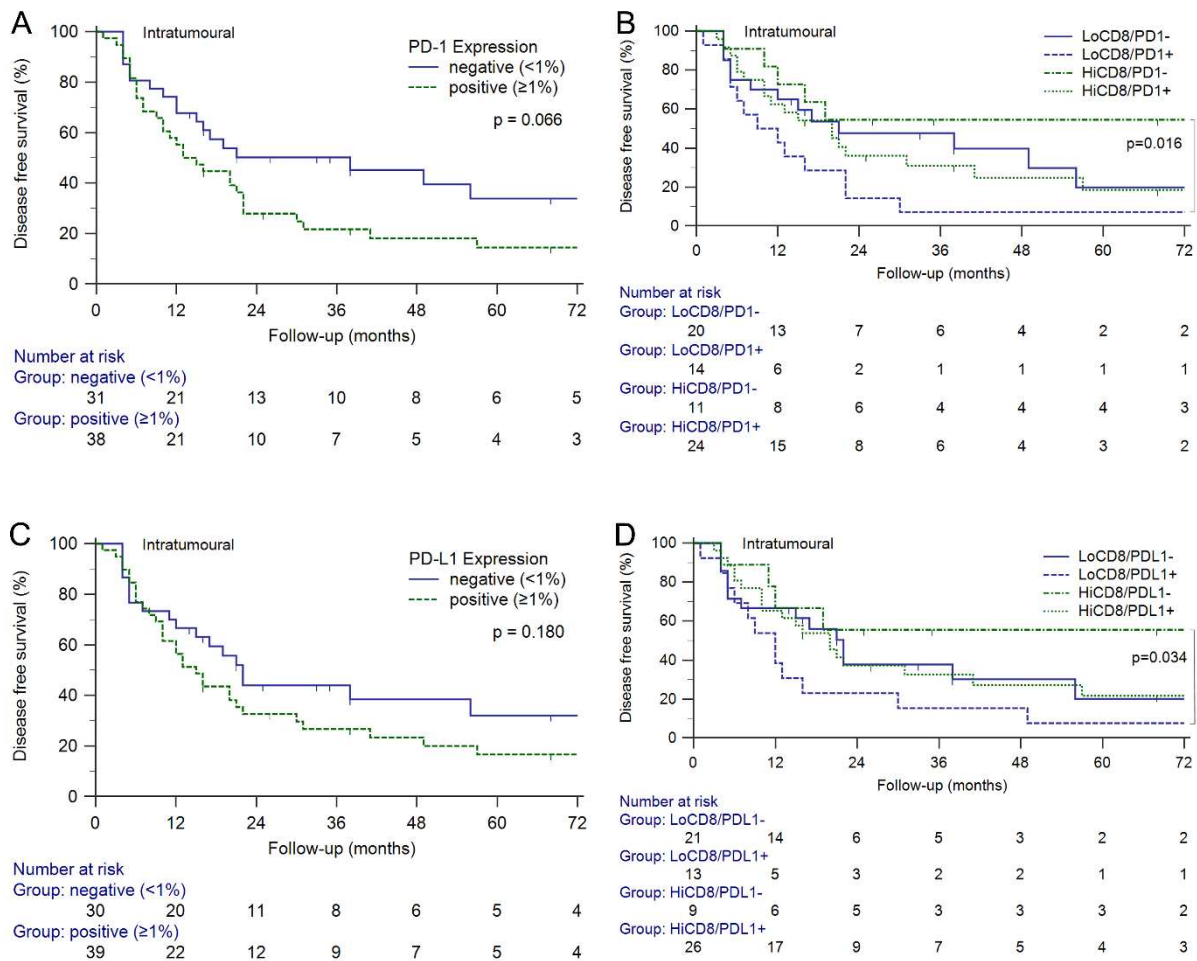 A
Intratumoural
PD-1 Expression
negative (<1%)
positive (≥1%)
p = 0.066
Disease free survival (%)
100
80
60
40
20
0
0 12 24 36 48 60 72
Follow-up (months)
Number at risk
Group: negative (<1%)
31 21 13 10 8 6 5
Group: positive (≥1%)
38 21 10 7 5 4 3
B
Intratumoural
LoCD8/PD1-
LoCD8/PD1+
HiCD8/PD1-
HiCD8/PD1+
p=0.016
Disease free survival (%)
100
80
60
40
20
0
0 12 24 36 48 60 72
Follow-up (months)
Number at risk
Group: LoCD8/PD1-
20 13 7 6 4 2 2
Group: LoCD8/PD1+
14 6 2 1 1 1 1
Group: HiCD8/PD1-
11 8 6 4 4 4 3
Group: HiCD8/PD1+
24 15 8 6 4 3 2
C
Intratumoural
PD-L1 Expression
negative (<1%)
positive (≥1%)
p = 0.180
Disease free survival (%)
100
80
60
40
20
0
0 12 24 36 48 60 72
Follow-up (months)
Number at risk
Group: negative (<1%)
30 20 11 8 6 5 4
Group: positive (≥1%)
39 22 12 9 7 5 4
D
Intratumoural
LoCD8/PDL1-
LoCD8/PDL1+
HiCD8/PDL1-
HiCD8/PDL1+
p=0.034
Disease free survival (%)
100
80
60
40
20
0
0 12 24 36 48 60 72
Follow-up (months)
Number at risk
Group: LoCD8/PDL1-
21 14 6 5 3 2 2
Group: LoCD8/PDL1+
13 5 3 2 2 1 1
Group: HiCD8/PDL1-
9 6 5 3 3 3 2
Group: HiCD8/PDL1+
26 17 9 7 5 4 3